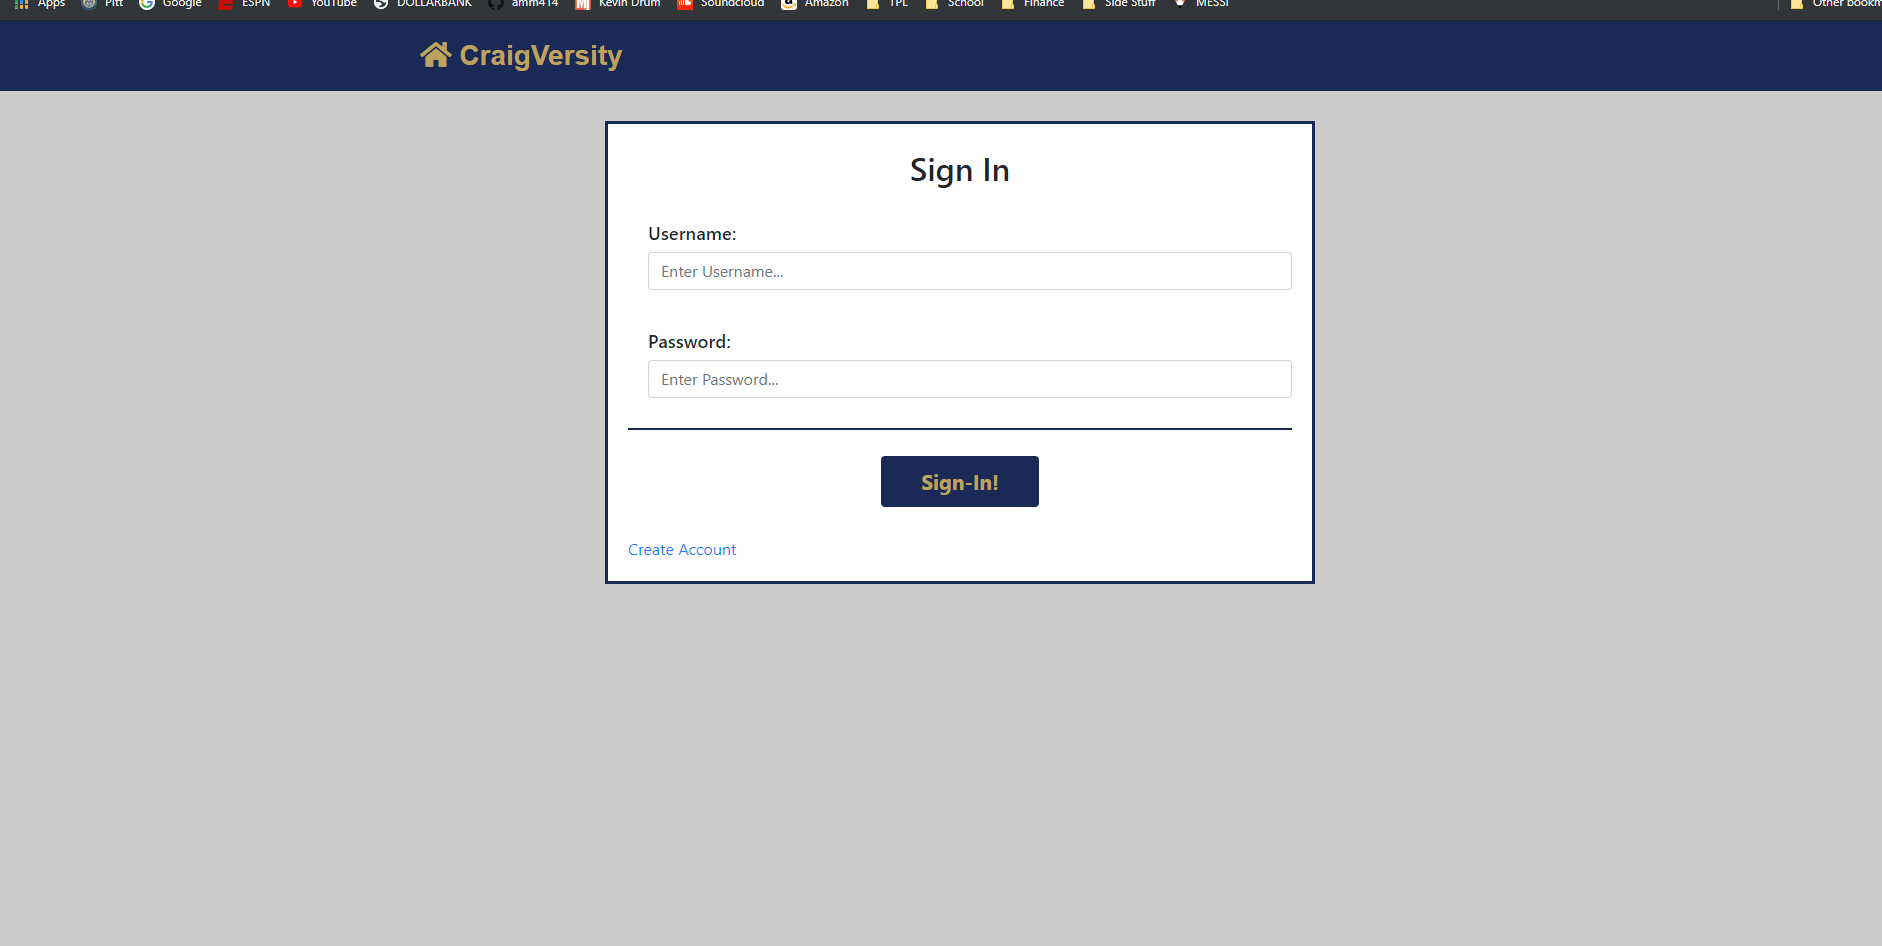 Apps Pitt Google ESPN YouTube DOLLARBANK amm414 Kevin Drum Soundcloud Amazon TPL School Finance Side Stuff MESSI Other bookm
CraigVersity
Sign In
Username:
Enter Username...
Password:
Enter Password...
Sign-In!
Create Account